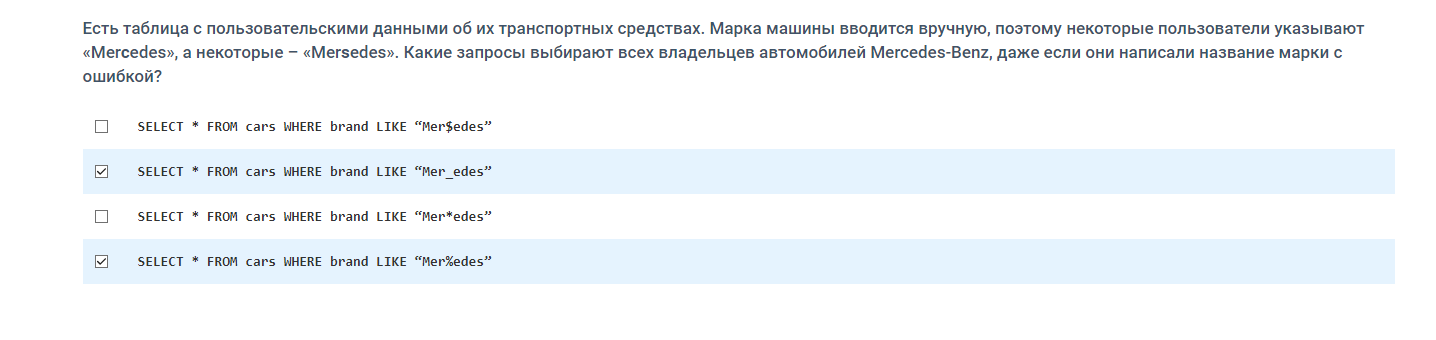 Есть таблица с пользовательскими данными об их транспортных средствах. Марка машины вводится вручную, поэтому некоторые пользователи указывают
«Mercedes», а некоторые – «Mersedes». Какие запросы выбирают всех владельцев автомобилей Mercedes-Benz, даже если они написали название марки с
ошибкой?
SELECT * FROM cars WHERE brand LIKE “Mer$edes”
SELECT * FROM cars WHERE brand LIKE “Mer_edes”
SELECT * FROM cars WHERE brand LIKE “Mer*edes”
SELECT * FROM cars WHERE brand LIKE “Mer%edes”